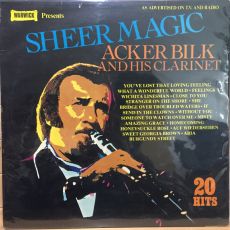 WARWICK Presents
AS ADVERTISED ON T.V. AND RADIO
SHEER MAGIC
ACKER BILK
AND HIS CLARINET
YOU'VE LOST THAT LOVING FEELING
WHAT A WONDERFUL WORLD • FEELINGS
WICHITA LINESMAN • CLOSE TO YOU
STRANGER ON THE SHORE • SHE
BRIDGE OVER TROUBLED WATERS • IF
SEND IN THE CLOWNS • WITHOUT YOU
SOMEONE TO WATCH OVER ME • MISTY
AMAZING GRACE • HOMECOMING
HONEYSUCKLE ROSE • AUF WIEDERSEHEN
SWEET GEORGIA BROWN • ARIA
BURGUNDY STREET
20
HITS